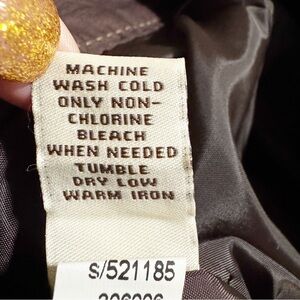 MACHINE
WASH COLD
ONLY NON-
CHLORINE
BLEACH
WHEN NEEDED
TUMBLE
DRY LOW
WARM IRON
S/521185